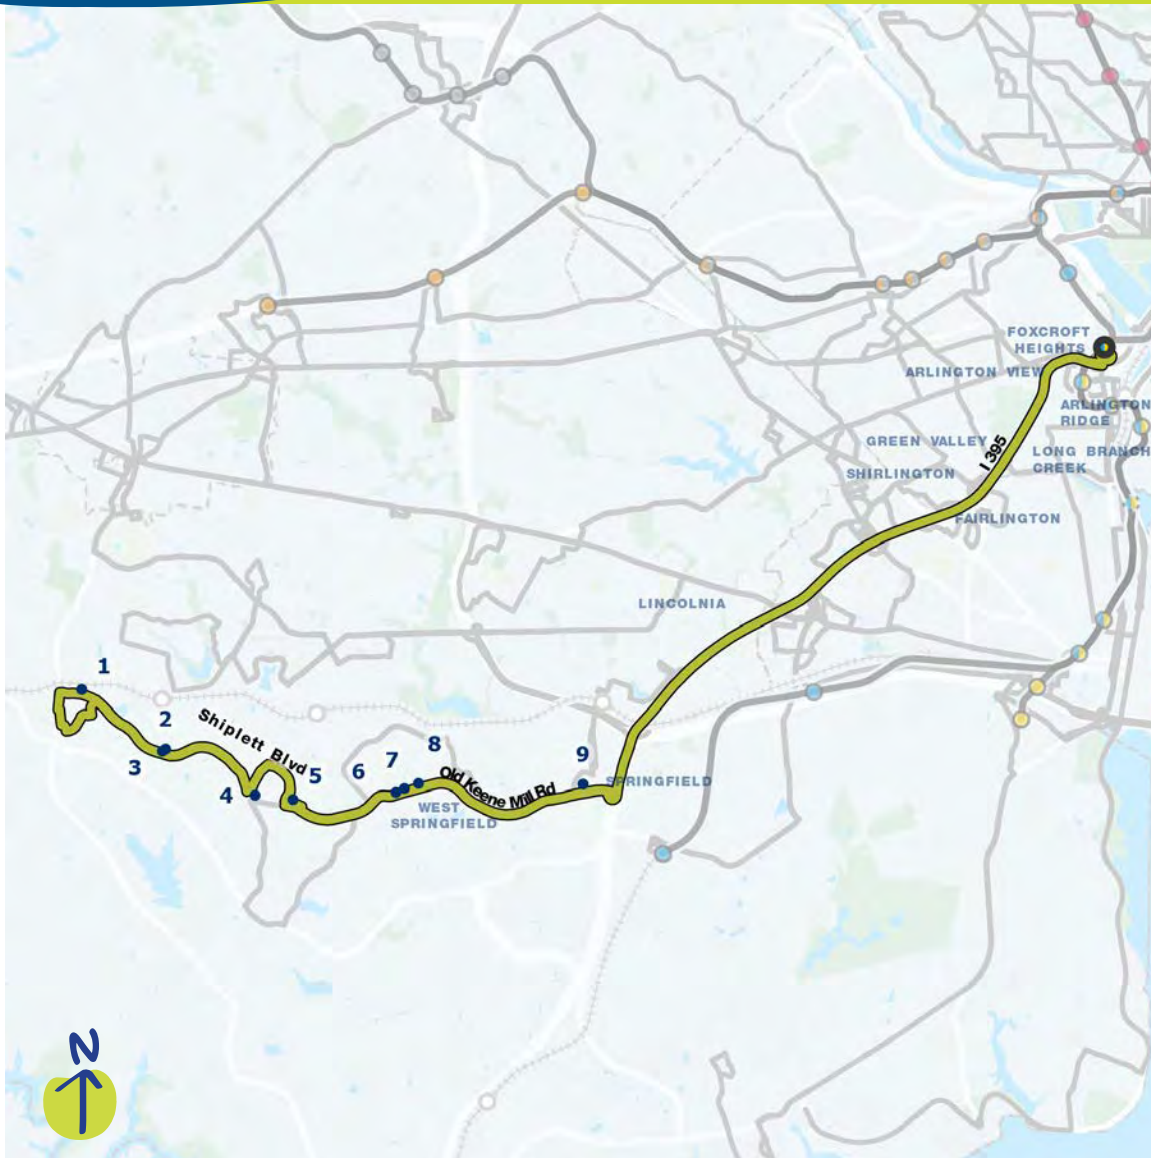 FOXCROFT
HEIGHTS
ARLINGTON VIEW
ARLINGTON
RIDGE
GREEN VALLEY
I 395
LONG BRANCH
CREEK
SHIRLINGTON
FAIRLINGTON
LINCOLNIA
1
2
Shiplett Blvd
3
4
5
6
7
8
9
Old Keene Mill Rd
SPRINGFIELD
WEST
SPRINGFIELD
N